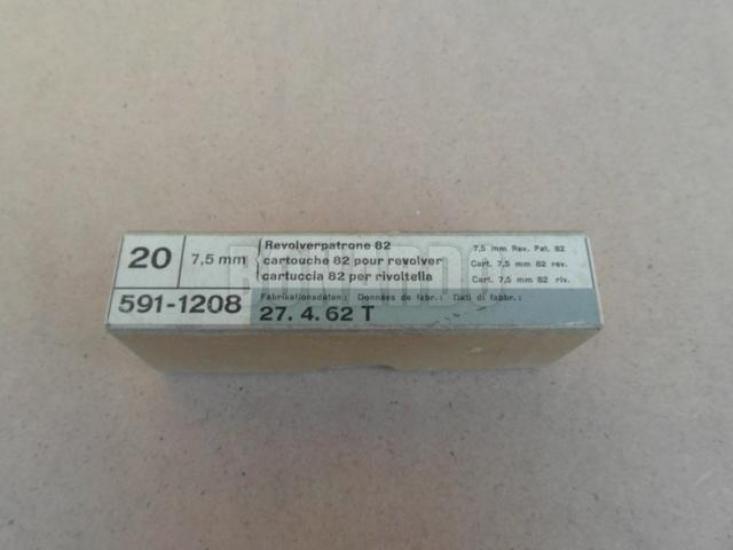 20
7,5 mm
Revolverpatrone 82
cartouche 82 pour revolver
cartuccia 82 per rivoltella
7,5 mm Rev. Pat. 82
Cart. 7,5 mm 82 rev.
Cart. 7,5 mm 82 riv.
591-1208
Fabrikationsdaten: Données de fabr.: Dati di fabbr.:
27. 4. 62 T